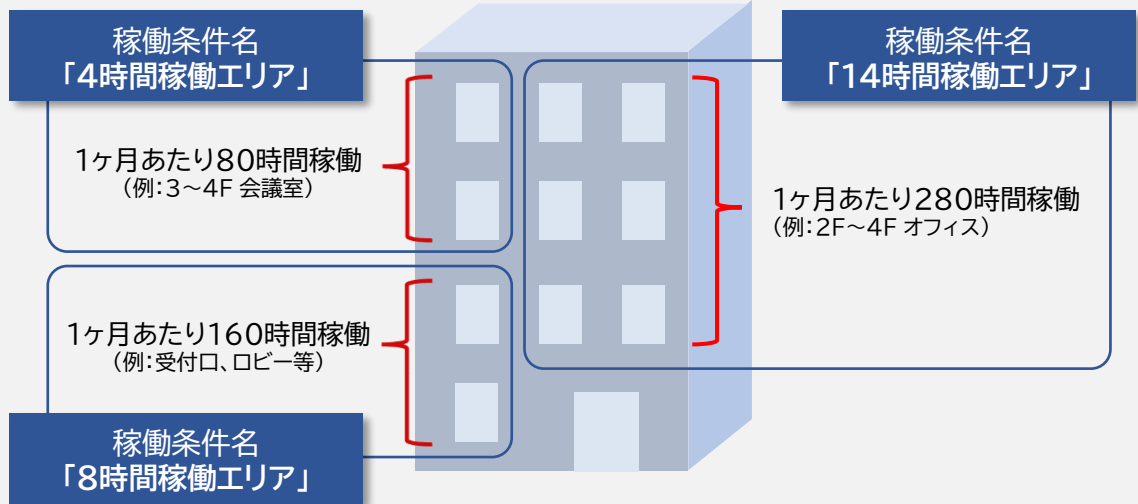 稼働条件名
「4時間稼働エリア」
1ヶ月あたり80時間稼働
(例:3～4F 会議室)
稼働条件名
「14時間稼働エリア」
1ヶ月あたり280時間稼働
(例:2F～4F オフィス)
1ヶ月あたり160時間稼働
(例:受付口、ロビー等)
稼働条件名
「8時間稼働エリア」